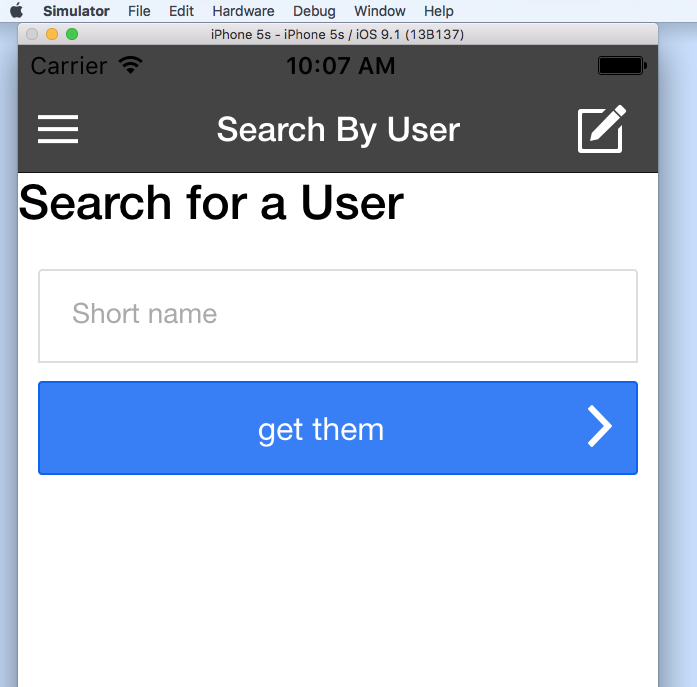 Simulator File Edit Hardware Debug Window Help
iPhone 5s - iPhone 5s / iOS 9.1 (13B137)
Carrier 10:07 AM
Search By User
Search for a User
Short name
get them